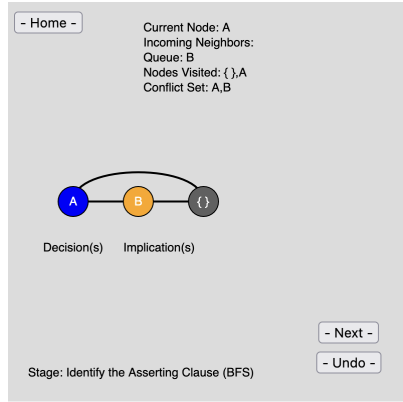 - Home -
Current Node: A
Incoming Neighbors:
Queue: B
Nodes Visited: { },A
Conflict Set: A,B
A
B
{ }
Decision(s)
Implication(s)
- Next -
- Undo -
Stage: Identify the Asserting Clause (BFS)